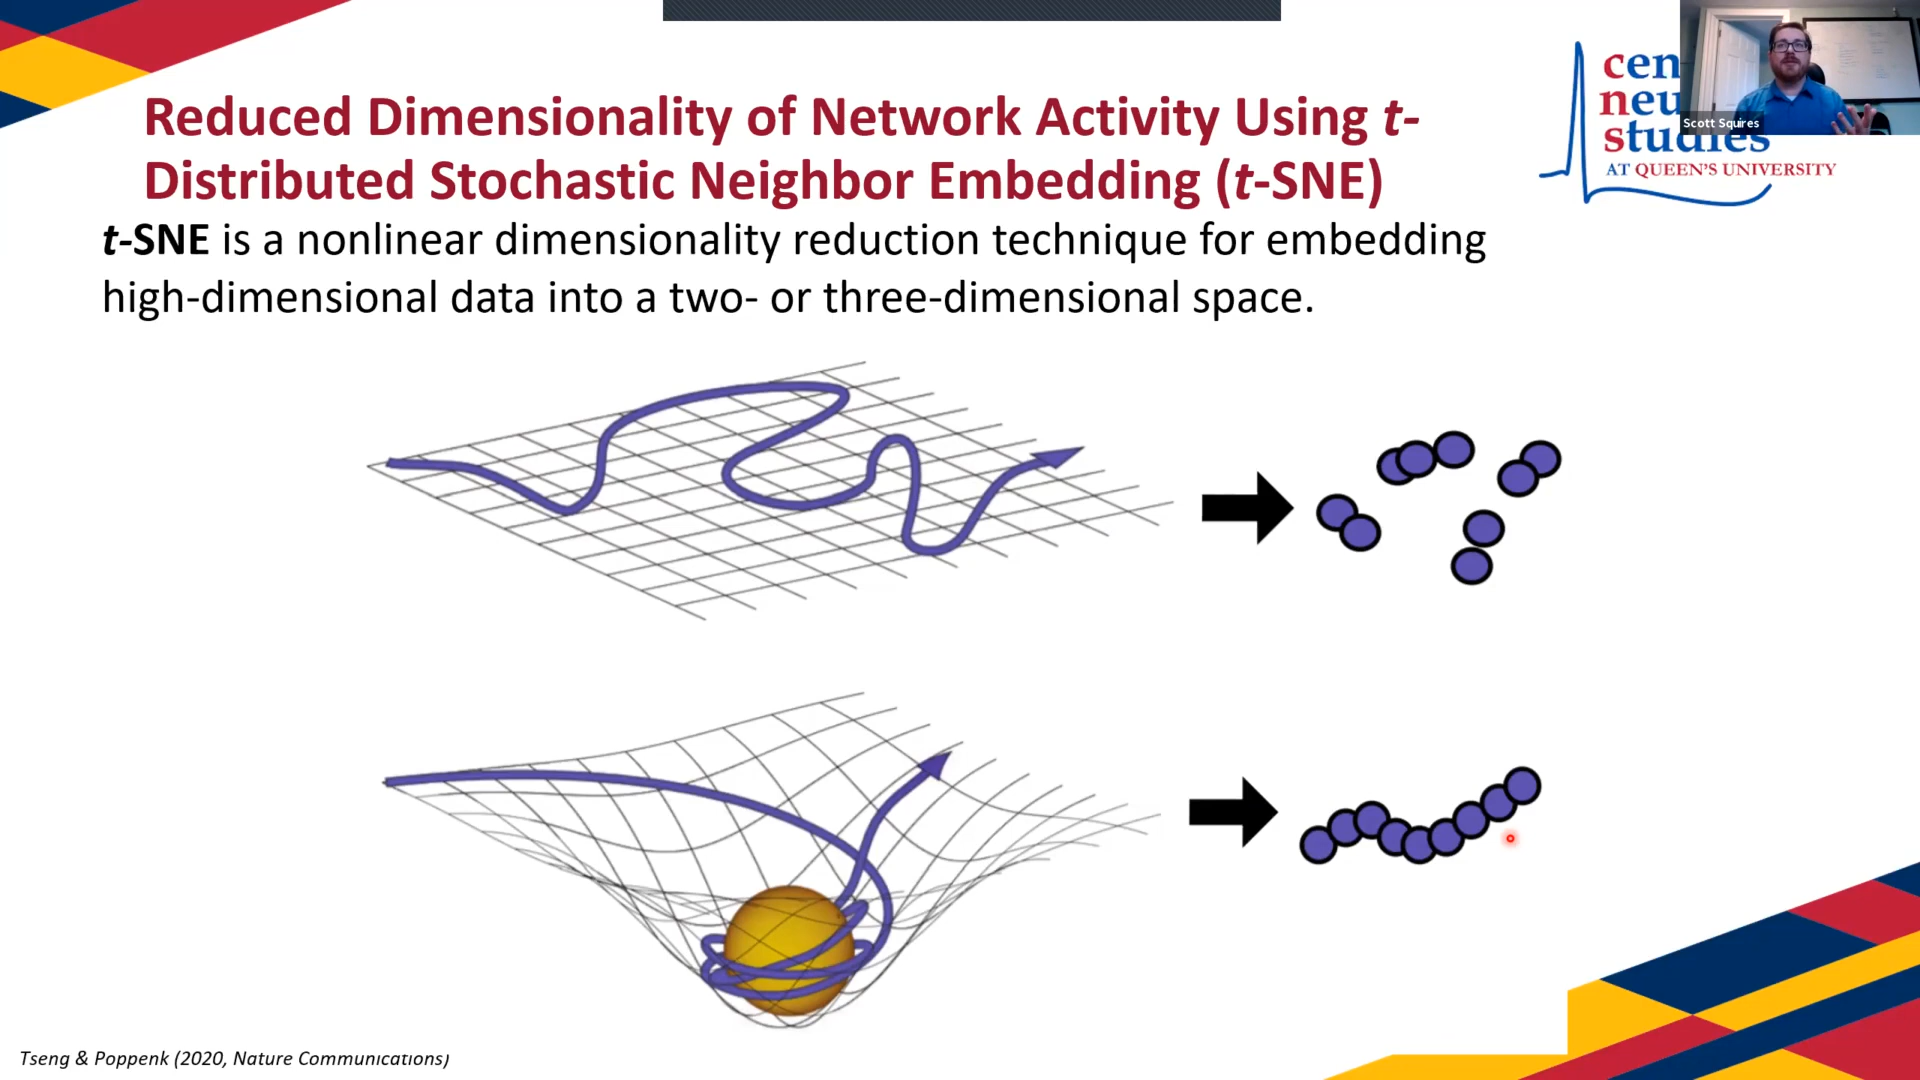 Reduced Dimensionality of Network Activity Using t-
Distributed Stochastic Neighbor Embedding (t-SNE)
t-SNE is a nonlinear dimensionality reduction technique for embedding
high-dimensional data into a two- or three-dimensional space.
cen
neu
studies
AT QUEEN'S UNIVERSITY
Scott Squires
Tseng & Poppenk (2020, Nature Communications)